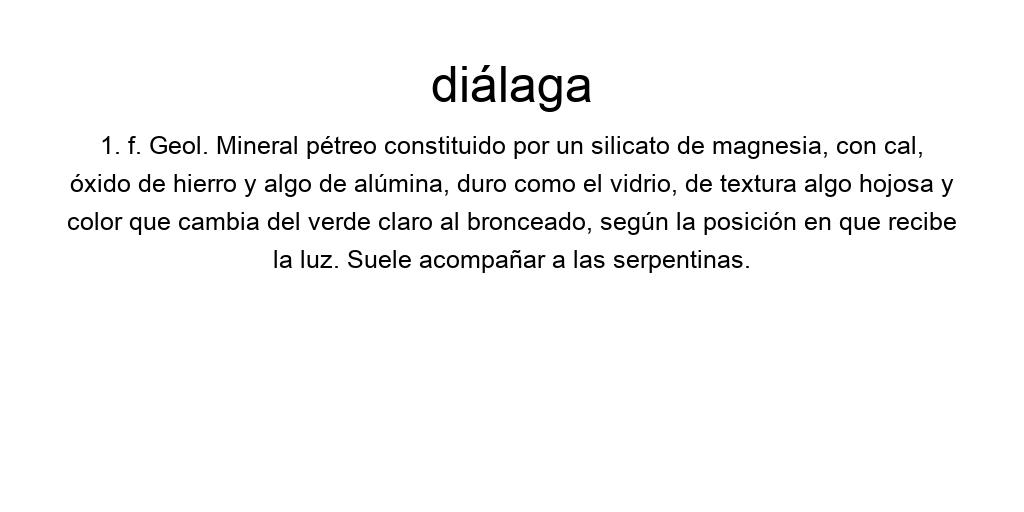 diálaga
1. f. Geol. Mineral pétreo constituido por un silicato de magnesia, con cal,
óxido de hierro y algo de alúmina, duro como el vidrio, de textura algo hojosa y
color que cambia del verde claro al bronceado, según la posición en que recibe
la luz. Suele acompañar a las serpentinas.